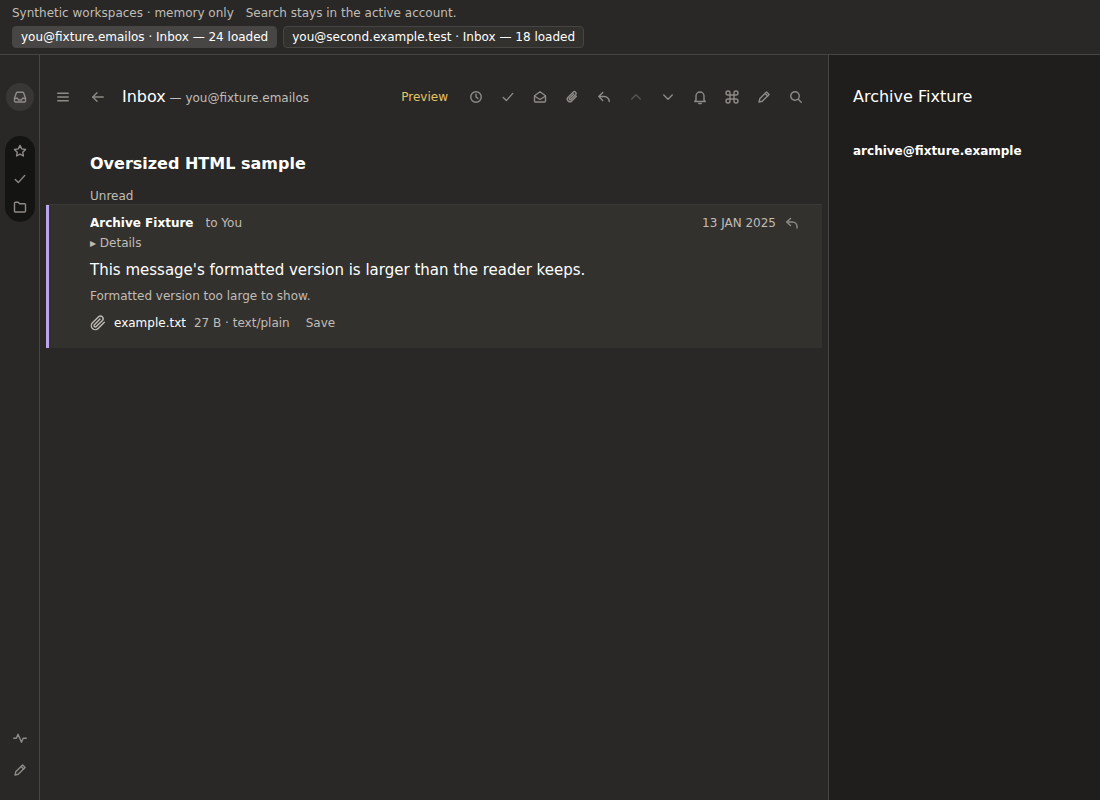 Synthetic workspaces · memory only Search stays in the active account.
you@fixture.emailos · Inbox — 24 loaded you@second.example.test · Inbox — 18 loaded
Inbox — you@fixture.emailos Preview
Archive Fixture
archive@fixture.example
Oversized HTML sample
Unread
Archive Fixture to You 13 JAN 2025
▸ Details
This message's formatted version is larger than the reader keeps.
Formatted version too large to show.
example.txt 27 B · text/plain Save